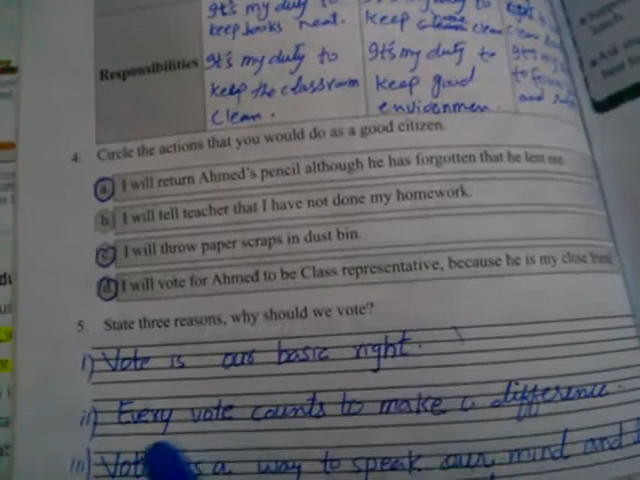 It's my duty to
keep books neat.
keep clean
Responsibilities
It's my duty to
keep the classroom
clean.
It's my duty to
keep good
environmen.
4. Circle the actions that you would do as a good citizen.
a. I will return Ahmed's pencil although he has forgotten that he lent me
b. I will tell teacher that I have not done my homework.
c. I will throw paper scraps in dust bin.
d. I will vote for Ahmed to be Class representative, because he is my close friend
5. State three reasons, why should we vote?
i) Vote is our basic right.
ii) Every vote counts to make a difference.
iii) a way to speak our mind and